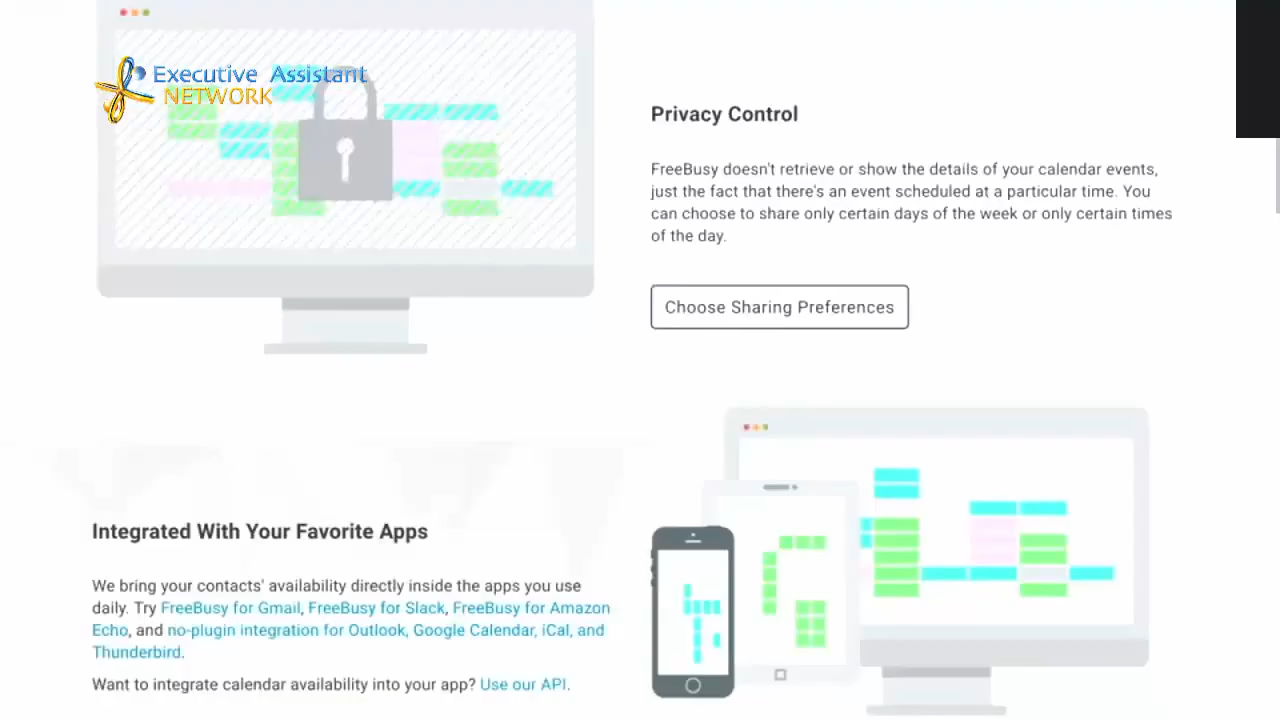 Executive Assistant
NETWORK
Privacy Control
FreeBusy doesn't retrieve or show the details of your calendar events,
just the fact that there's an event scheduled at a particular time. You
can choose to share only certain days of the week or only certain times
of the day.
Choose Sharing Preferences
Integrated With Your Favorite Apps
We bring your contacts' availability directly inside the apps you use
daily. Try FreeBusy for Gmail, FreeBusy for Slack, FreeBusy for Amazon
Echo, and no-plugin integration for Outlook, Google Calendar, iCal, and
Thunderbird.
Want to integrate calendar availability into your app? Use our API.